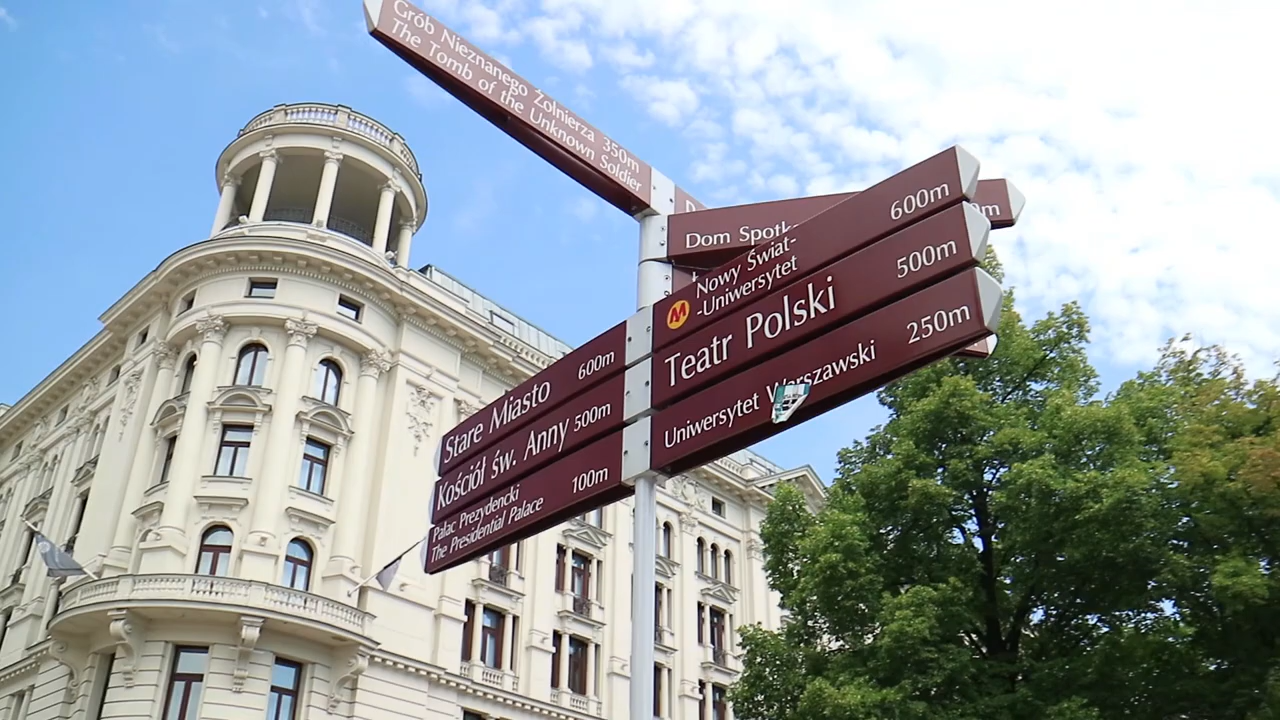 Grób Nieznanego Żołnierza 350m
The Tomb of the Unknown Soldier
Dom
Nowy Świat- 600m
-Uniwersytet
M
Teatr Polski 500m
Uniwersytet Warszawski 250m
Stare Miasto 600m
Kościół św. Anny 500m
Pałac Prezydencki 100m
The Presidential Palace